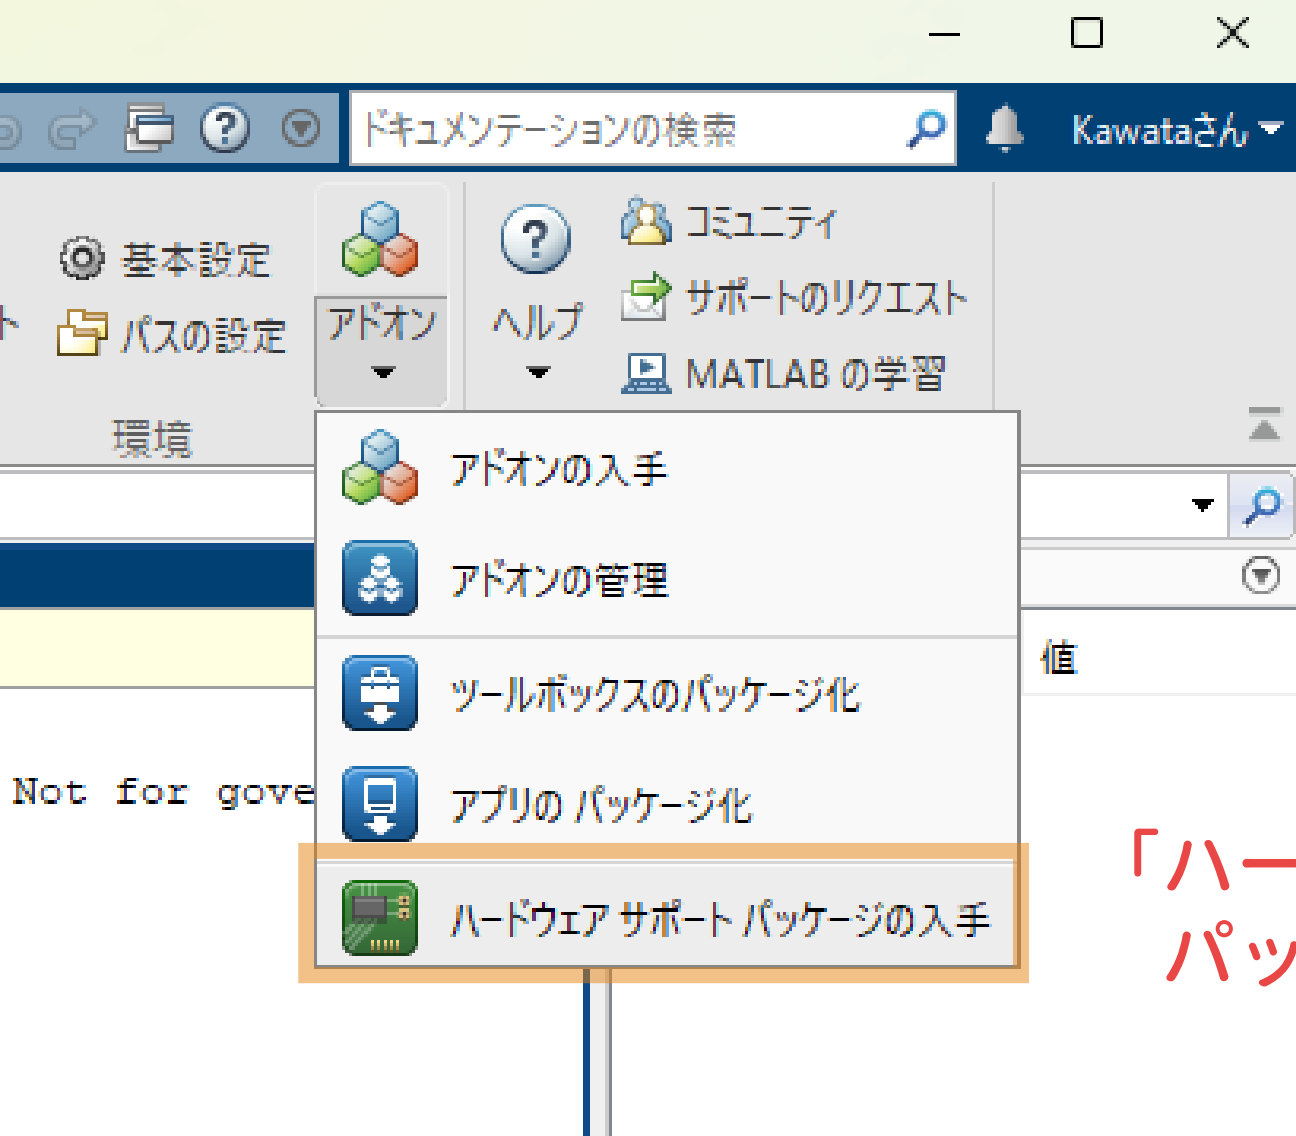 ドキュメンテーションの検索
Kawataさん
基本設定
パスの設定
ト
環境
アドオン
ヘルプ
コミュニティ
サポートのリクエスト
MATLAB の学習
アドオンの入手
アドオンの管理
ツールボックスのパッケージ化
アプリの パッケージ化
ハードウェア サポート パッケージの入手
値
Not for gove
「ハー
パッ